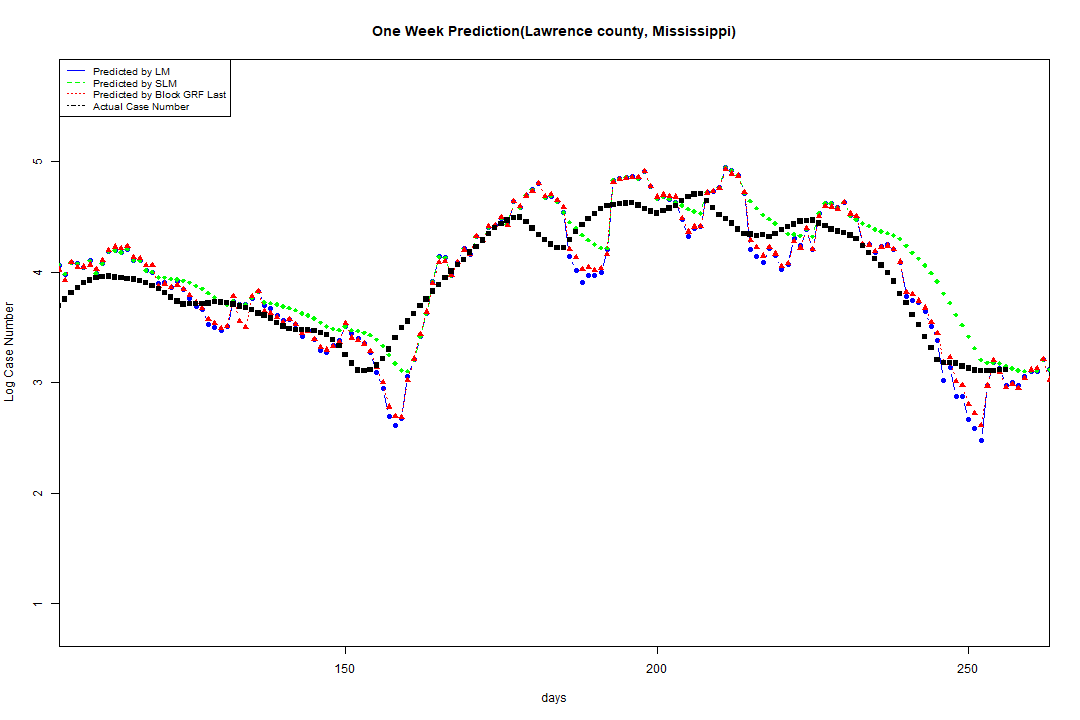 One Week Prediction(Lawrence county, Mississippi)
Predicted by LM
Predicted by SLM
Predicted by Block GRF Last
Actual Case Number
5
4
3
2
1
Log Case Number
150 200 250
days